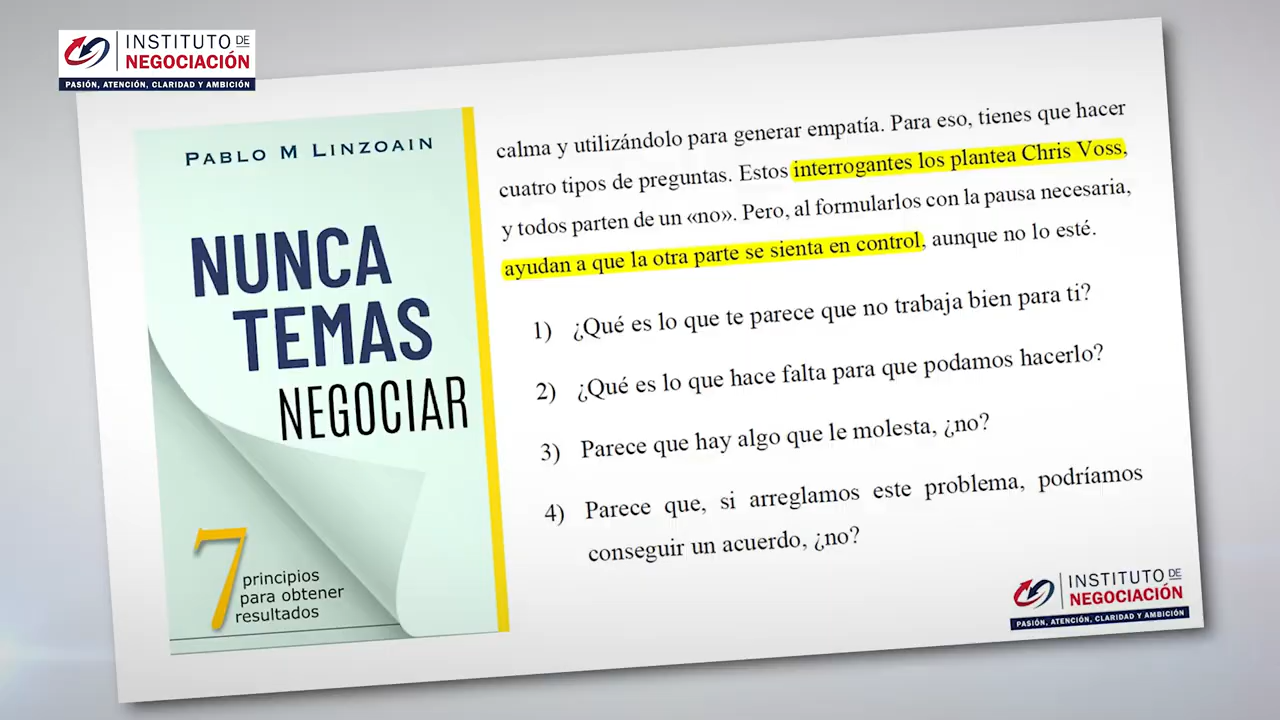 INSTITUTO DE
NEGOCIACIÓN
PASIÓN, ATENCIÓN, CLARIDAD Y AMBICIÓN
PABLO M LINZOAIN
NUNCA
TEMAS
NEGOCIAR
7
principios
para obtener
resultados
calma y utilizándolo para generar empatía. Para eso, tienes que hacer
cuatro tipos de preguntas. Estos interrogantes los plantea Chris Voss,
y todos parten de un «no». Pero, al formularlos con la pausa necesaria,
ayudan a que la otra parte se sienta en control, aunque no lo esté.
1) ¿Qué es lo que te parece que no trabaja bien para ti?
2) ¿Qué es lo que hace falta para que podamos hacerlo?
3) Parece que hay algo que le molesta, ¿no?
4) Parece que, si arreglamos este problema, podríamos
conseguir un acuerdo, ¿no?
INSTITUTO DE
NEGOCIACIÓN
PASIÓN, ATENCIÓN, CLARIDAD Y AMBICIÓN